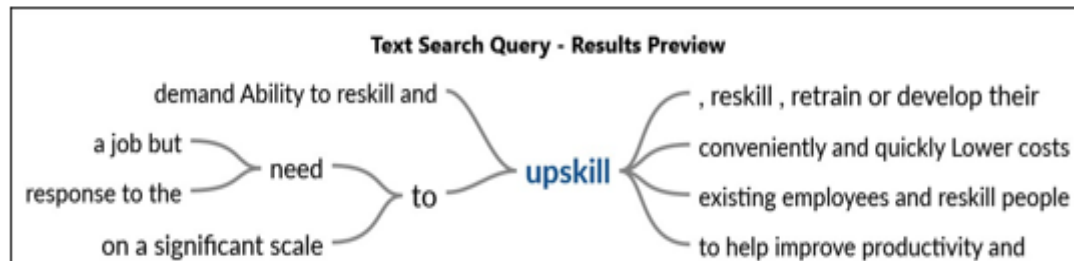 Text Search Query - Results Preview
demand Ability to reskill and
a job but
response to the
need
on a significant scale
to
upskill
, reskill , retrain or develop their
conveniently and quickly Lower costs
existing employees and reskill people
to help improve productivity and